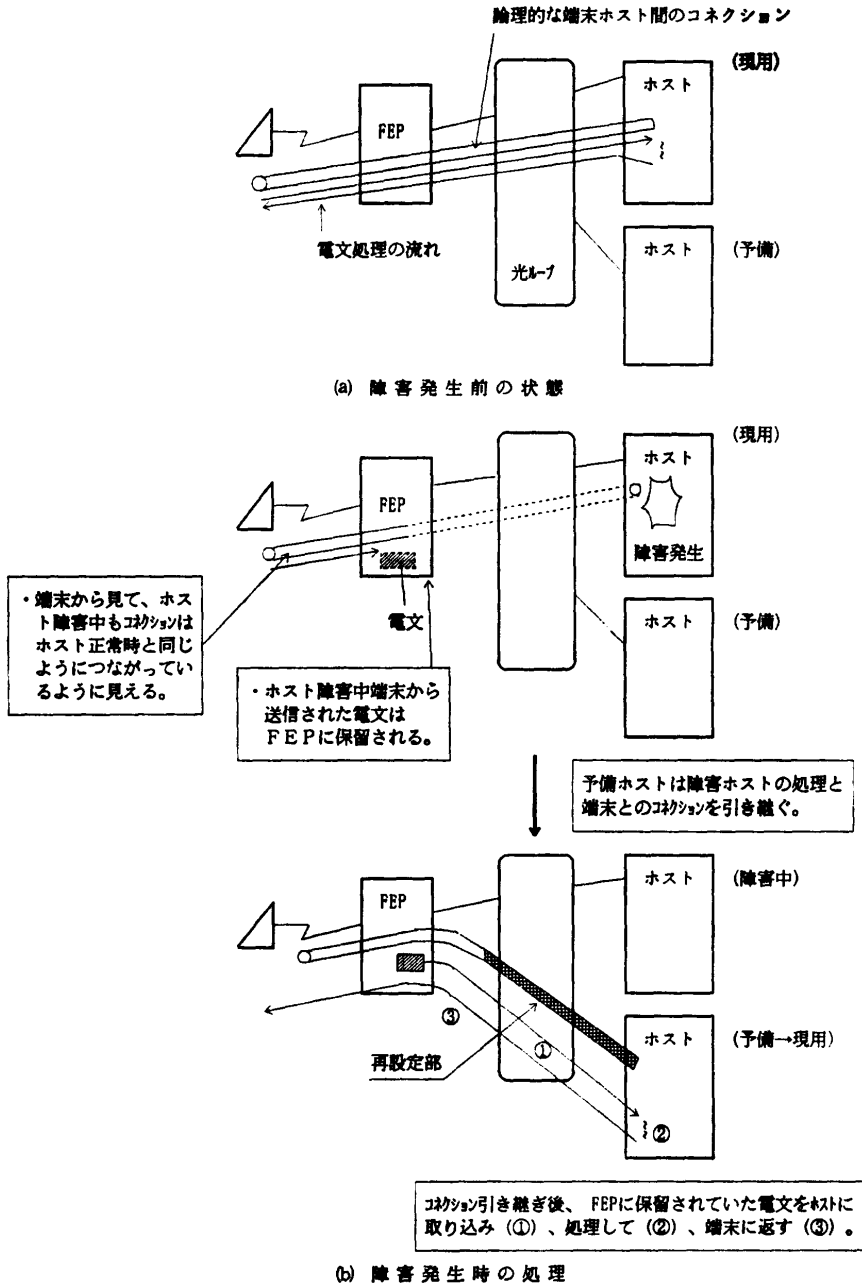 論理的な端末ホスト間のコネクション
(現用)
ホスト
FEP
電文処理の流れ
光ループ
ホスト
(予備)
(a) 障害発生前の状態
(現用)
ホスト
FEP
障害発生
電文
・端末から見て、ホス
ト障害中もコネクションは
ホスト正常時と同じ
ようにつながってい
るように見える。
・ホスト障害中端末から
送信された電文は
FEPに保留される。
ホスト
(予備)
予備ホストは障害ホストの処理と
端末とのコネクションを引き継ぐ。
ホスト
(障害中)
FEP
③
①
再設定部
ホスト
(予備→現用)
②
コネクション引き継ぎ後、FEPに保留されていた電文をホストに
取り込み(①)、処理して(②)、端末に返す(③)。
(b) 障害発生時の処理